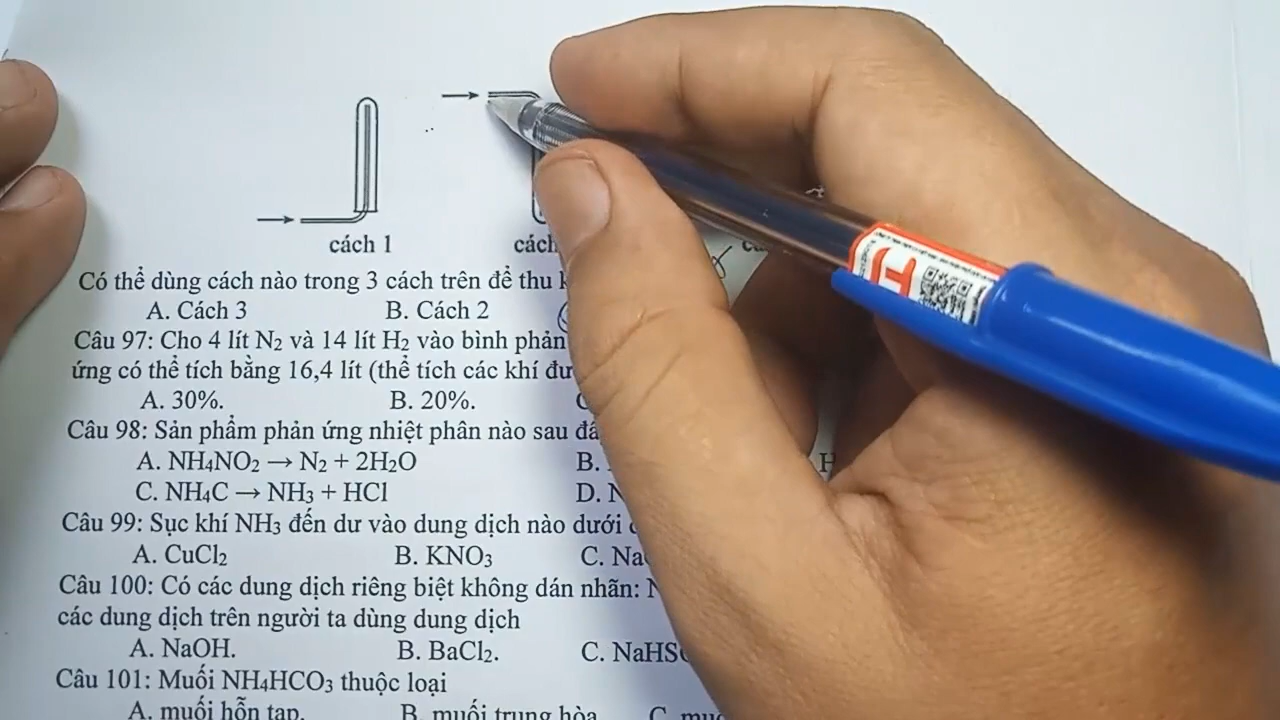 cách 1 cách
Có thể dùng cách nào trong 3 cách trên để thu
A. Cách 3 B. Cách 2
Câu 97: Cho 4 lít N₂ và 14 lít H₂ vào bình phản
ứng có thể tích bằng 16,4 lít (thể tích các khí
A. 30%. B. 20%.
Câu 98: Sản phẩm phản ứng nhiệt phân nào sau
A. NH₄NO₂ → N₂ + 2H₂O B.
C. NH₄C → NH₃ + HCl D. N
Câu 99: Sục khí NH₃ đến dư vào dung dịch nào dưới
A. CuCl₂ B. KNO₃ C. Na
Câu 100: Có các dung dịch riêng biệt không dán nhãn:
các dung dịch trên người ta dùng dung dịch
A. NaOH. B. BaCl₂. C. NaHS
Câu 101: Muối NH₄HCO₃ thuộc loại
A. muối hỗn tạp. B. muối trung hòa. C.